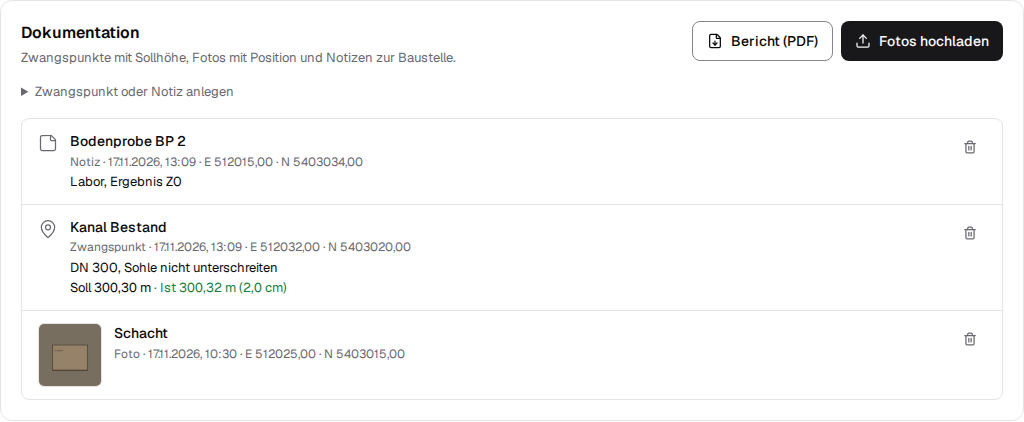 Dokumentation
Zwangspunkte mit Sollhöhe, Fotos mit Position und Notizen zur Baustelle.
Bericht (PDF)
Fotos hochladen
Zwangspunkt oder Notiz anlegen
Bodenprobe BP 2
Notiz · 17.11.2026, 13:09 · E 512015,00 · N 5403034,00
Labor, Ergebnis Z0
Kanal Bestand
Zwangspunkt · 17.11.2026, 13:09 · E 512032,00 · N 5403020,00
DN 300, Sohle nicht unterschreiten
Soll 300,30 m · Ist 300,32 m (2,0 cm)
Schacht
Foto · 17.11.2026, 10:30 · E 512025,00 · N 5403015,00